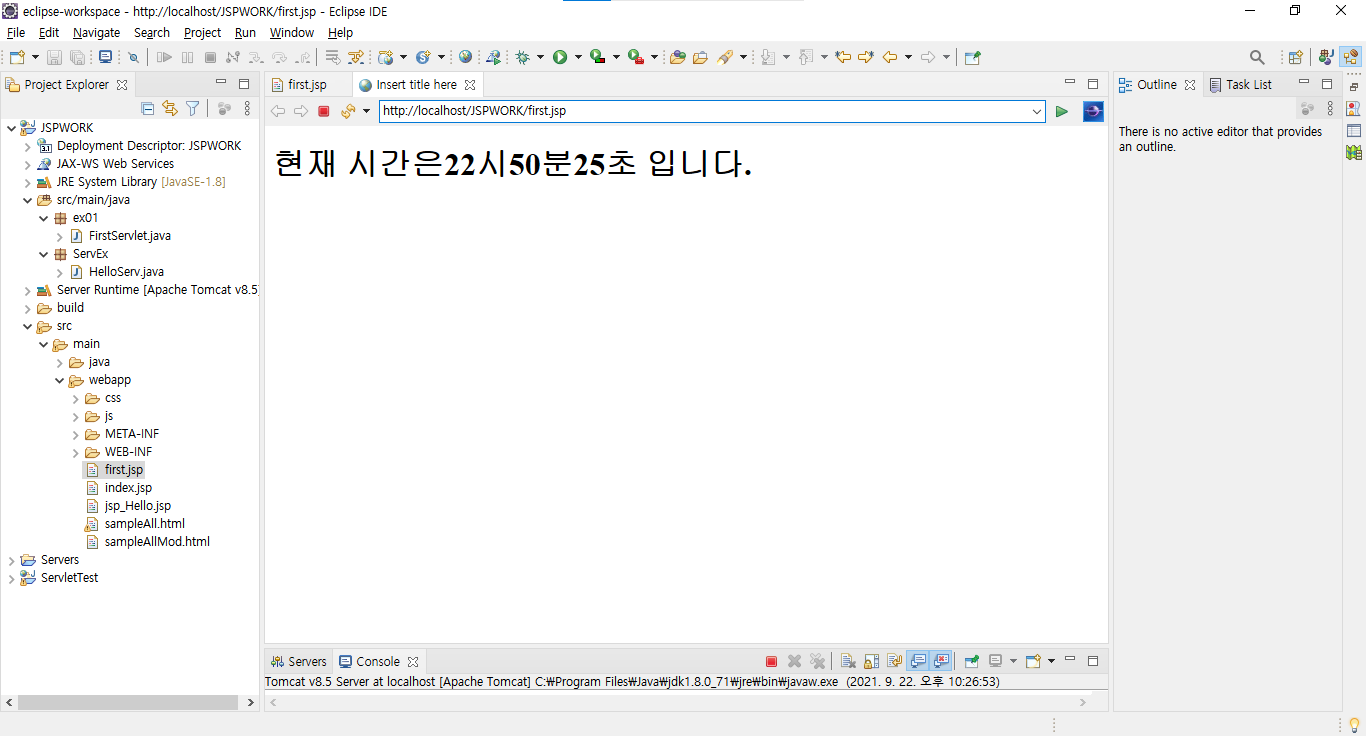 eclipse-workspace - http://localhost/JSPWORK/first.jsp - Eclipse IDE
File Edit Navigate Search Project Run Window Help
Project Explorer
JSPWORK
Deployment Descriptor: JSPWORK
JAX-WS Web Services
JRE System Library [JavaSE-1.8]
src/main/java
ex01
FirstServlet.java
ServEx
HelloServ.java
Server Runtime [Apache Tomcat v8.5]
build
src
main
java
webapp
css
js
META-INF
WEB-INF
first.jsp
index.jsp
jsp_Hello.jsp
sampleAll.html
sampleAllMod.html
Servers
ServletTest
first.jsp Insert title here
http://localhost/JSPWORK/first.jsp
현재 시간은22시50분25초 입니다.
Servers Console
Tomcat v8.5 Server at localhost [Apache Tomcat] C:₩Program Files₩Java₩jdk1.8.0_71₩jre₩bin₩javaw.exe (2021. 9. 22. 오후 10:26:53)
Outline Task List
There is no active editor that provides
an outline.